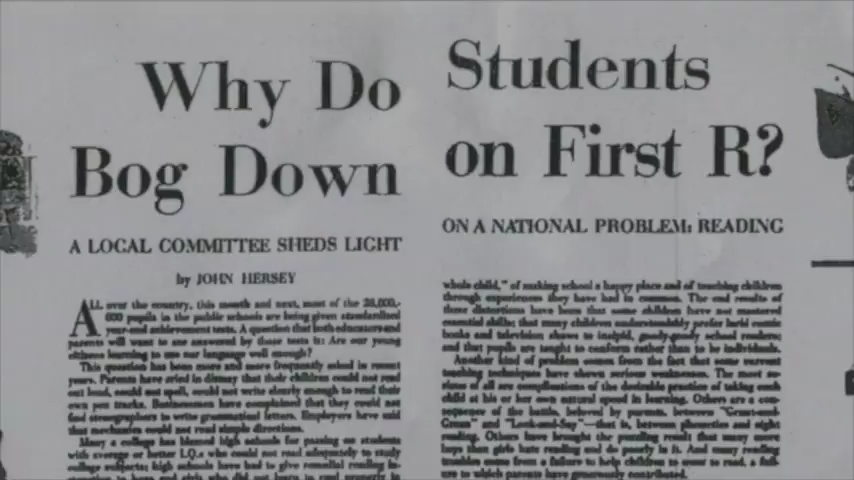 Why Do Students
Bog Down on First R?
A LOCAL COMMITTEE SHEDS LIGHT ON A NATIONAL PROBLEM: READING
by JOHN HERSEY
ALL over the country, this month and next, most of the 28,000,-
000 pupils in the public schools are being given standardized
year-end achievement tests. A question that both educators and
parents will want to see answered by these tests is: Are our young
citizens learning to use our language well enough?
This question has been more and more frequently asked in recent
years. Parents have cried in dismay that their children could not read
out loud, could not spell, could not write clearly enough to read their
own pen tracks. Businessmen have complained that they could not
find stenographers to write grammatical letters. Employers have said
that mechanics could not read simple directions.
Many a college has blamed high schools for passing on students
with average or better I.Q.s who could not read adequately to study
college subjects; high schools have had to give remedial reading in-
whole child," of making school a happy place and of teaching children
through experiences they have had in common. The end results of
these distortions have been that some children have not mastered
essential skills; that many children understandably prefer lurid comic
books and television shows to insipid, goody-goody school readers;
and that pupils are taught to conform rather than to be individuals.
Another kind of problem comes from the fact that some current
teaching techniques have shown serious weaknesses. The most se-
rious of all are complications of the desirable practice of taking each
child at his or her own natural speed in learning. Others are a con-
sequence of the battle, beloved by parents, between "Grunt-and-
Groan" and "Look-and-Say"—that is, between phonetics and sight
reading. Others have brought the puzzling result that many more
boys than girls hate reading and do poorly in it. And many reading
troubles come from a failure to help children to want to read, a fail-
ure to which parents have generously contributed.